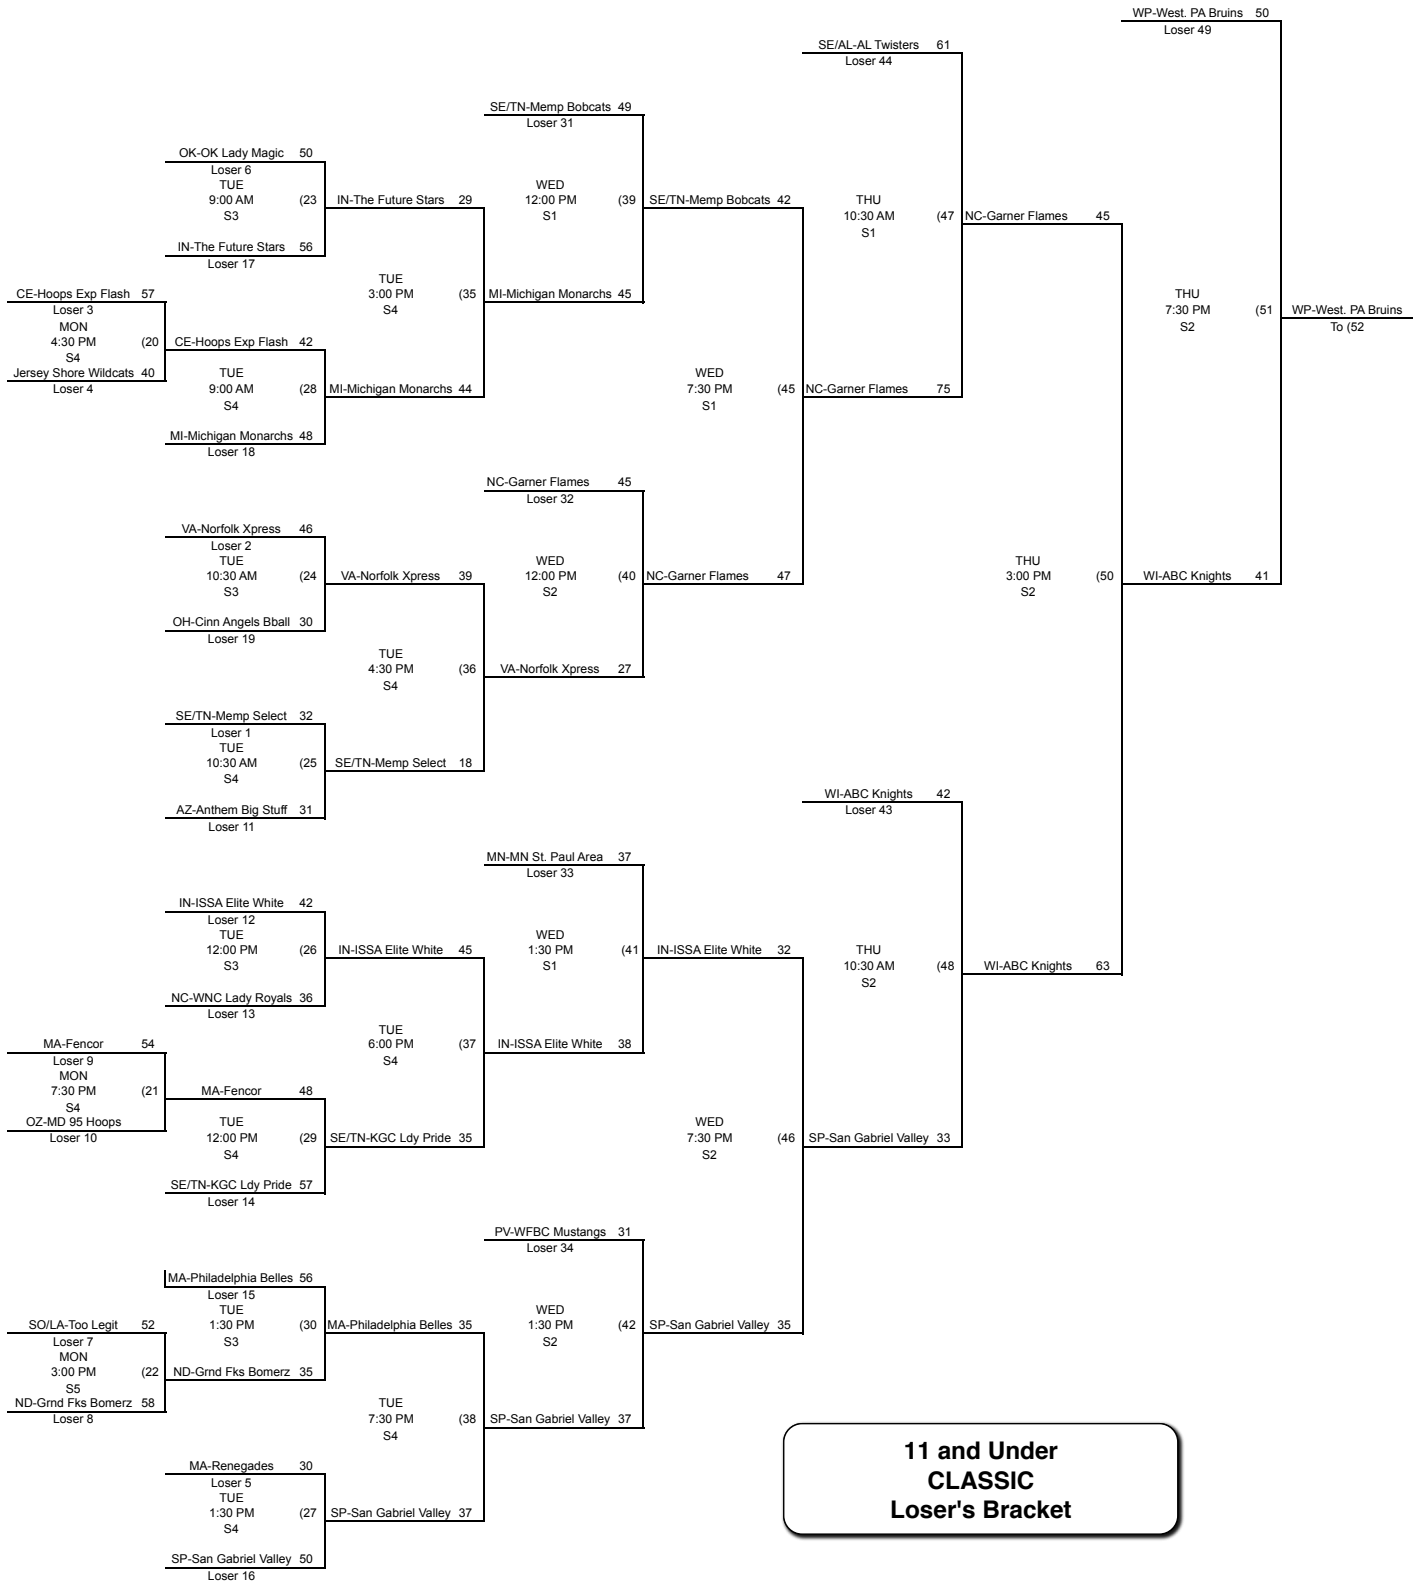 WP-West. PA Bruins 50
Loser 49
SE/AL-AL Twisters 61
Loser 44
SE/TN-Memp Bobcats 49
Loser 31
OK-OK Lady Magic 50
Loser 6
TUE
9:00 AM (23
S3
IN-The Future Stars 29
WED
12:00 PM (39
S1
SE/TN-Memp Bobcats 42
THU
10:30 AM (47
S1
NC-Garner Flames 45
IN-The Future Stars 56
Loser 17
CE-Hoops Exp Flash 57
Loser 3
MON
4:30 PM (20
S4
Jersey Shore Wildcats 40
Loser 4
TUE
3:00 PM (35
S4
MI-Michigan Monarchs 45
THU
7:30 PM (51
S2
WP-West. PA Bruins
To (52
CE-Hoops Exp Flash 42
TUE
9:00 AM (28
S4
MI-Michigan Monarchs 44
MI-Michigan Monarchs 48
Loser 18
WED
7:30 PM (45
S1
NC-Garner Flames 75
NC-Garner Flames 45
Loser 32
VA-Norfolk Xpress 46
Loser 2
TUE
10:30 AM (24
S3
VA-Norfolk Xpress 39
WED
12:00 PM (40
S2
NC-Garner Flames 47
THU
3:00 PM (50
S2
WI-ABC Knights 41
OH-Cinn Angels Bball 30
Loser 19
TUE
4:30 PM (36
S4
VA-Norfolk Xpress 27
SE/TN-Memp Select 32
Loser 1
TUE
10:30 AM (25
S4
SE/TN-Memp Select 18
AZ-Anthem Big Stuff 31
Loser 11
WI-ABC Knights 42
Loser 43
MN-MN St. Paul Area 37
Loser 33
IN-ISSA Elite White 42
Loser 12
TUE
12:00 PM (26
S3
IN-ISSA Elite White 45
WED
1:30 PM (41
S1
IN-ISSA Elite White 32
THU
10:30 AM (48
S2
WI-ABC Knights 63
NC-WNC Lady Royals 36
Loser 13
TUE
6:00 PM (37
S4
IN-ISSA Elite White 38
MA-Fencor 54
Loser 9
MON
7:30 PM (21
S4
OZ-MD 95 Hoops
Loser 10
MA-Fencor 48
TUE
12:00 PM (29
S4
SE/TN-KGC Ldy Pride 35
WED
7:30 PM (46
S2
SP-San Gabriel Valley 33
SE/TN-KGC Ldy Pride 57
Loser 14
PV-WFBC Mustangs 31
Loser 34
MA-Philadelphia Belles 56
Loser 15
TUE
1:30 PM (30
S3
MA-Philadelphia Belles 35
WED
1:30 PM (42
S2
SP-San Gabriel Valley 35
SO/LA-Too Legit 52
Loser 7
MON
3:00 PM (22
S5
ND-Grnd Fks Bomerz 35
ND-Grnd Fks Bomerz 58
Loser 8
TUE
7:30 PM (38
S4
SP-San Gabriel Valley 37
MA-Renegades 30
Loser 5
TUE
1:30 PM (27
S4
SP-San Gabriel Valley 37
SP-San Gabriel Valley 50
Loser 16
11 and Under
CLASSIC
Loser's Bracket